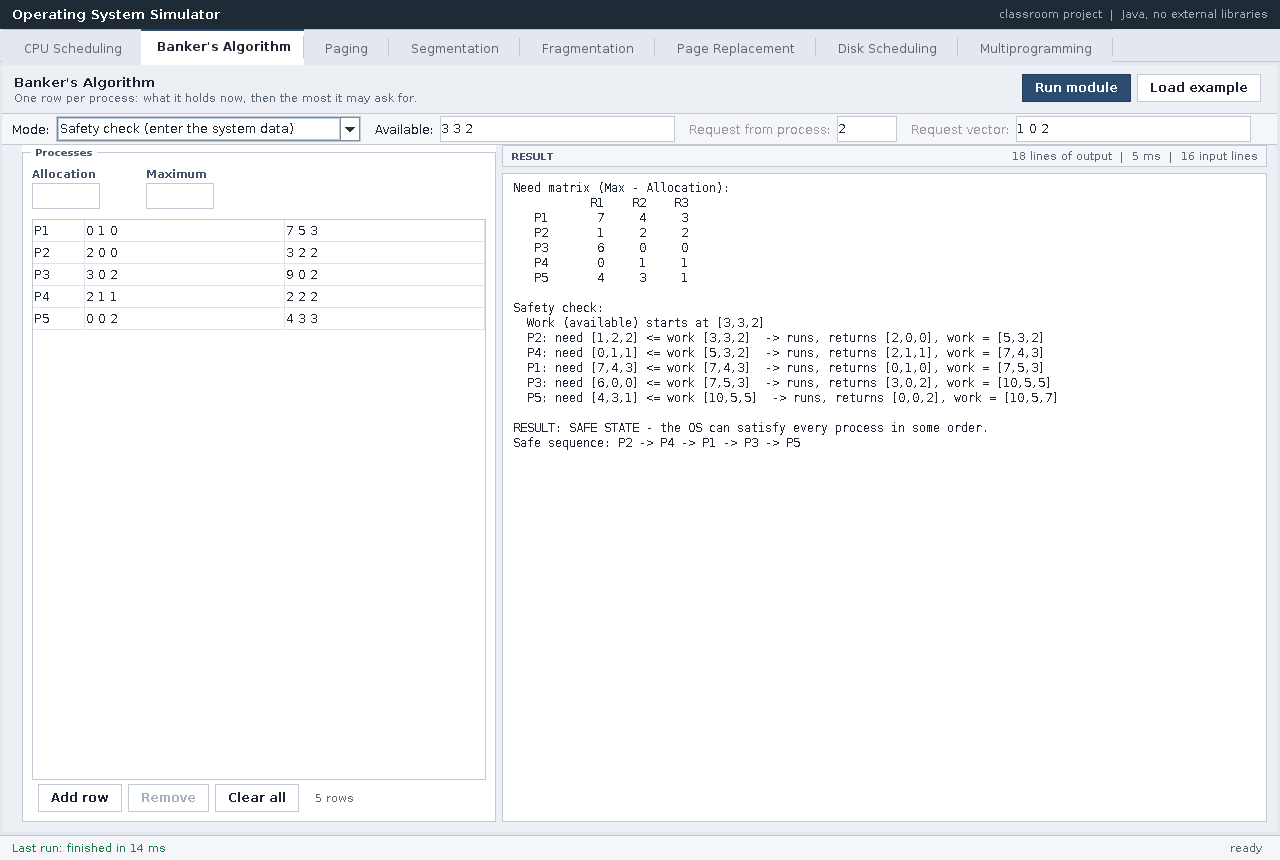 Operating System Simulator
classroom project | Java, no external libraries
CPU Scheduling Banker's Algorithm Paging Segmentation Fragmentation Page Replacement Disk Scheduling Multiprogramming
Banker's Algorithm
One row per process: what it holds now, then the most it may ask for.
Run module Load example
Mode: Safety check (enter the system data) Available: 3 3 2 Request from process: 2 Request vector: 1 0 2
Processes
Allocation Maximum
P1 0 1 0 7 5 3
P2 2 0 0 3 2 2
P3 3 0 2 9 0 2
P4 2 1 1 2 2 2
P5 0 0 2 4 3 3
Add row Remove Clear all 5 rows
RESULT 18 lines of output | 5 ms | 16 input lines
Need matrix (Max - Allocation):
R1 R2 R3
P1 7 4 3
P2 1 2 2
P3 6 0 0
P4 0 1 1
P5 4 3 1
Safety check:
Work (available) starts at [3,3,2]
P2: need [1,2,2] <= work [3,3,2] -> runs, returns [2,0,0], work = [5,3,2]
P4: need [0,1,1] <= work [5,3,2] -> runs, returns [2,1,1], work = [7,4,3]
P1: need [7,4,3] <= work [7,4,3] -> runs, returns [0,1,0], work = [7,5,3]
P3: need [6,0,0] <= work [7,5,3] -> runs, returns [3,0,2], work = [10,5,5]
P5: need [4,3,1] <= work [10,5,5] -> runs, returns [0,0,2], work = [10,5,7]
RESULT: SAFE STATE - the OS can satisfy every process in some order.
Safe sequence: P2 -> P4 -> P1 -> P3 -> P5
Last run: finished in 14 ms
ready